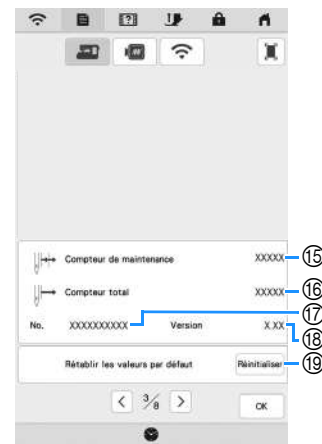 Compteur de maintenance XXXXX ⑮
Compteur total XXXXX ⑯
⑰
No. XXXXXXXXXX Version X.XX ⑱
Rétablir les valeurs par défaut Réinitialiser ⑲
< 3/8 > OK